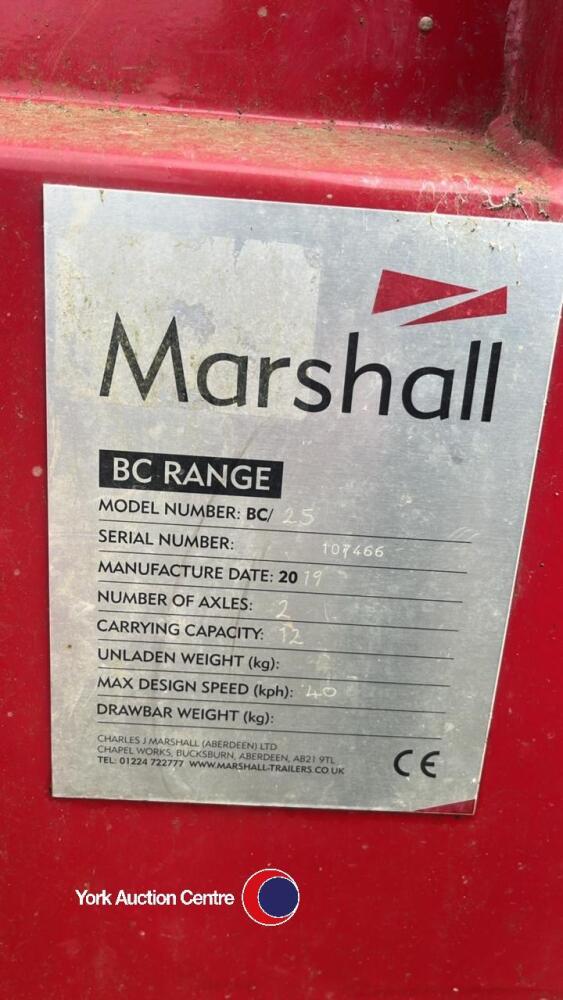 Marshall
BC RANGE
MODEL NUMBER: BC/ 25
SERIAL NUMBER: 107466
MANUFACTURE DATE: 20 19
NUMBER OF AXLES: 2
CARRYING CAPACITY: 12
UNLADEN WEIGHT (kg):
MAX DESIGN SPEED (kph): 40
DRAWBAR WEIGHT (kg):
CHARLES J MARSHALL (ABERDEEN) LTD
CHAPEL WORKS, BUCKSBURN, ABERDEEN, AB21 9TL
TEL: 01224 722777 WWW.MARSHALL-TRAILERS.CO.UK
CE
York Auction Centre